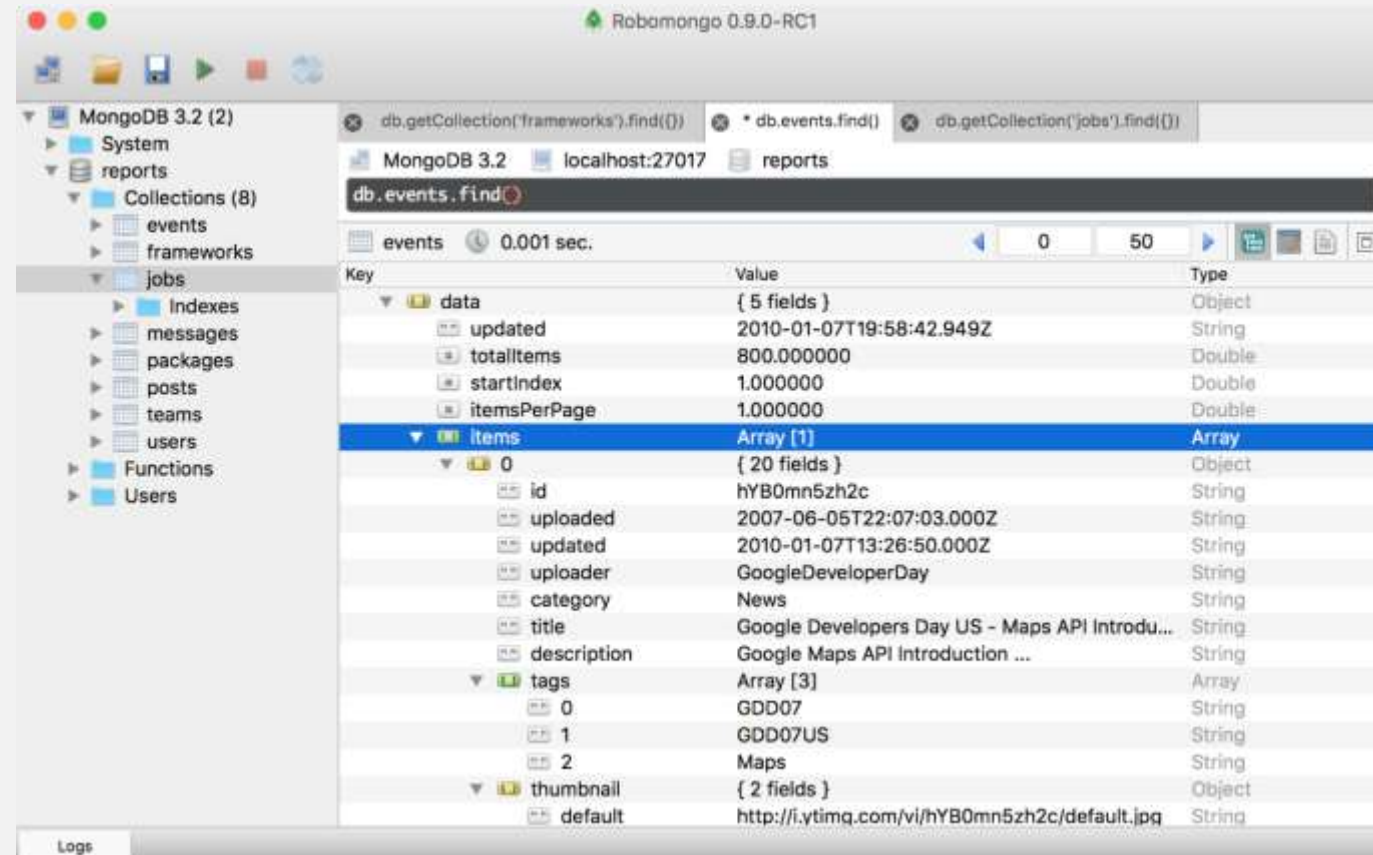 Robomongo 0.9.0-RC1
MongoDB 3.2 (2)
System
reports
Collections (8)
events
frameworks
jobs
Indexes
messages
packages
posts
teams
users
Functions
Users
db.getCollection('frameworks').find({}) * db.events.find() db.getCollection('jobs').find({})
MongoDB 3.2 localhost:27017 reports
db.events.find()
events 0.001 sec. 0 50
Key Value Type
data { 5 fields } Object
updated 2010-01-07T19:58:42.949Z String
totalItems 800.000000 Double
startIndex 1.000000 Double
itemsPerPage 1.000000 Double
items Array [1] Array
0 { 20 fields } Object
id hYB0mn5zh2c String
uploaded 2007-06-05T22:07:03.000Z String
updated 2010-01-07T13:26:50.000Z String
uploader GoogleDeveloperDay String
category News String
title Google Developers Day US - Maps API Introdu... String
description Google Maps API Introduction ... String
tags Array [3] Array
0 GDD07 String
1 GDD07US String
2 Maps String
thumbnail { 2 fields } Object
default http://i.ytimg.com/vi/hYB0mn5zh2c/default.jpg String
Logs